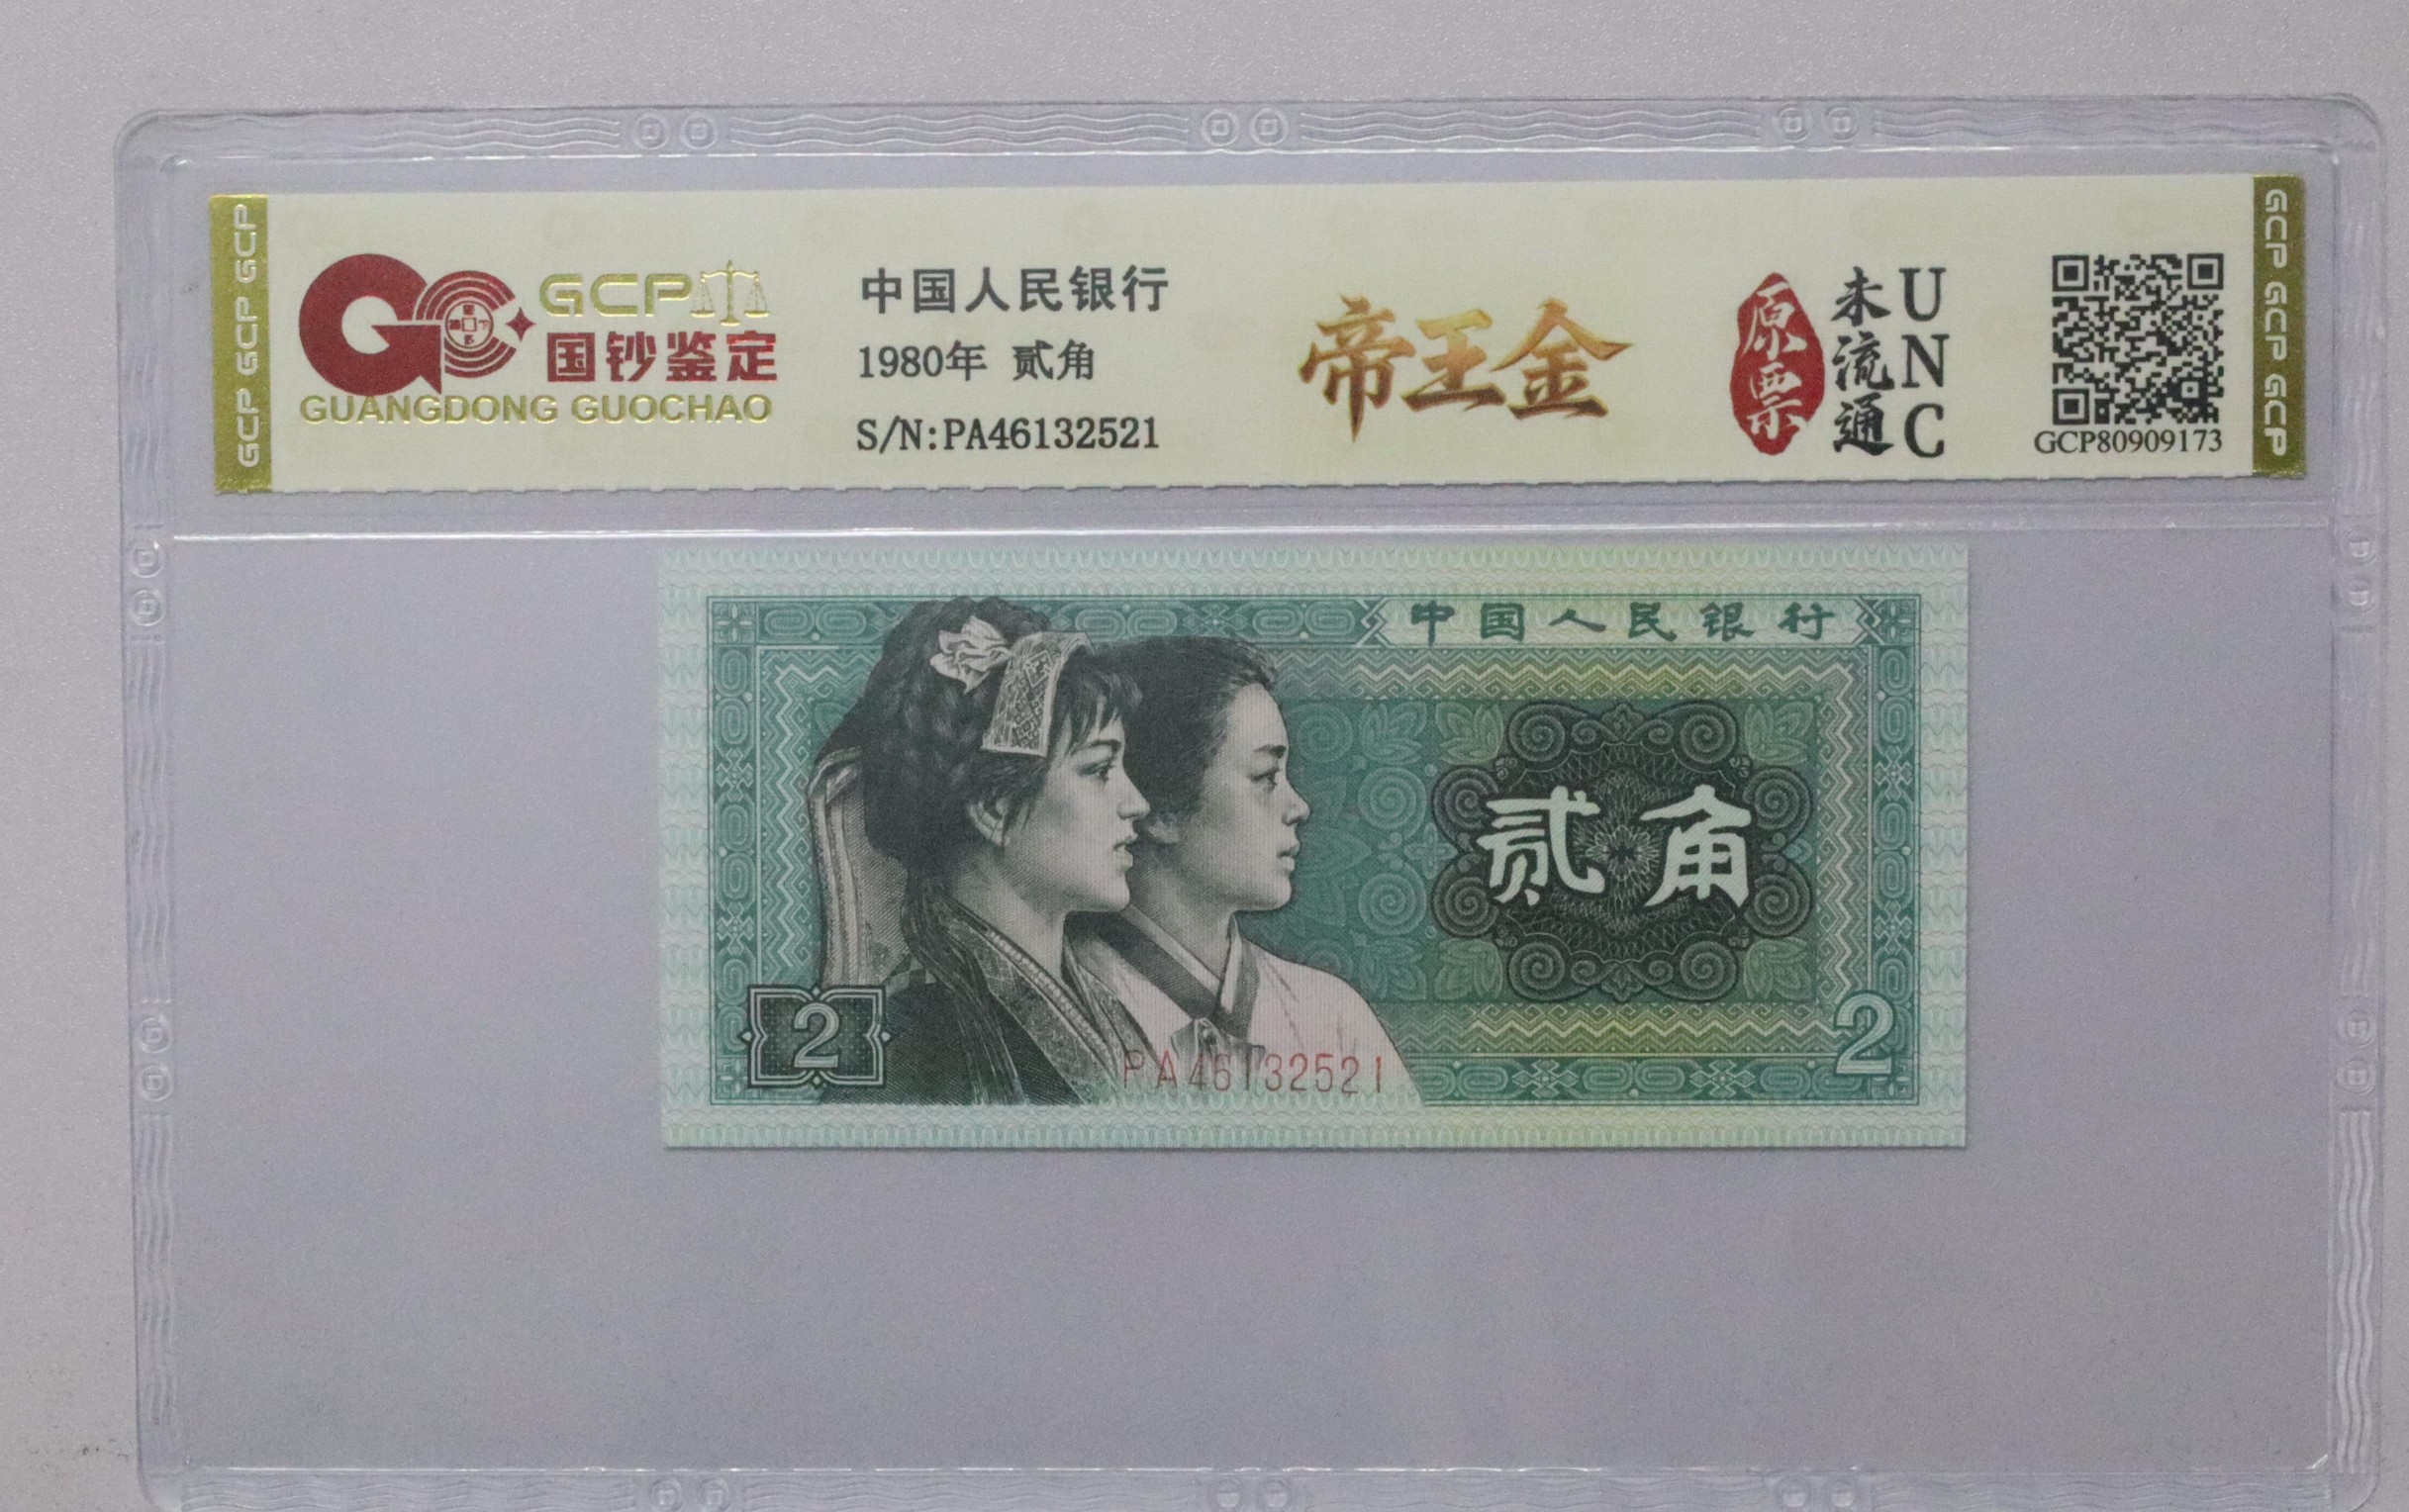 GCP GCP GCP
GCP
国钞鉴定
GUANGDONG GUOCHAO
中国人民银行
1980年 贰角
S/N:PA46132521
帝王金
原票
未流通
UNC
GCP80909173
GCP GCP GCP
中国人民银行
贰角
2
2
PA46132521